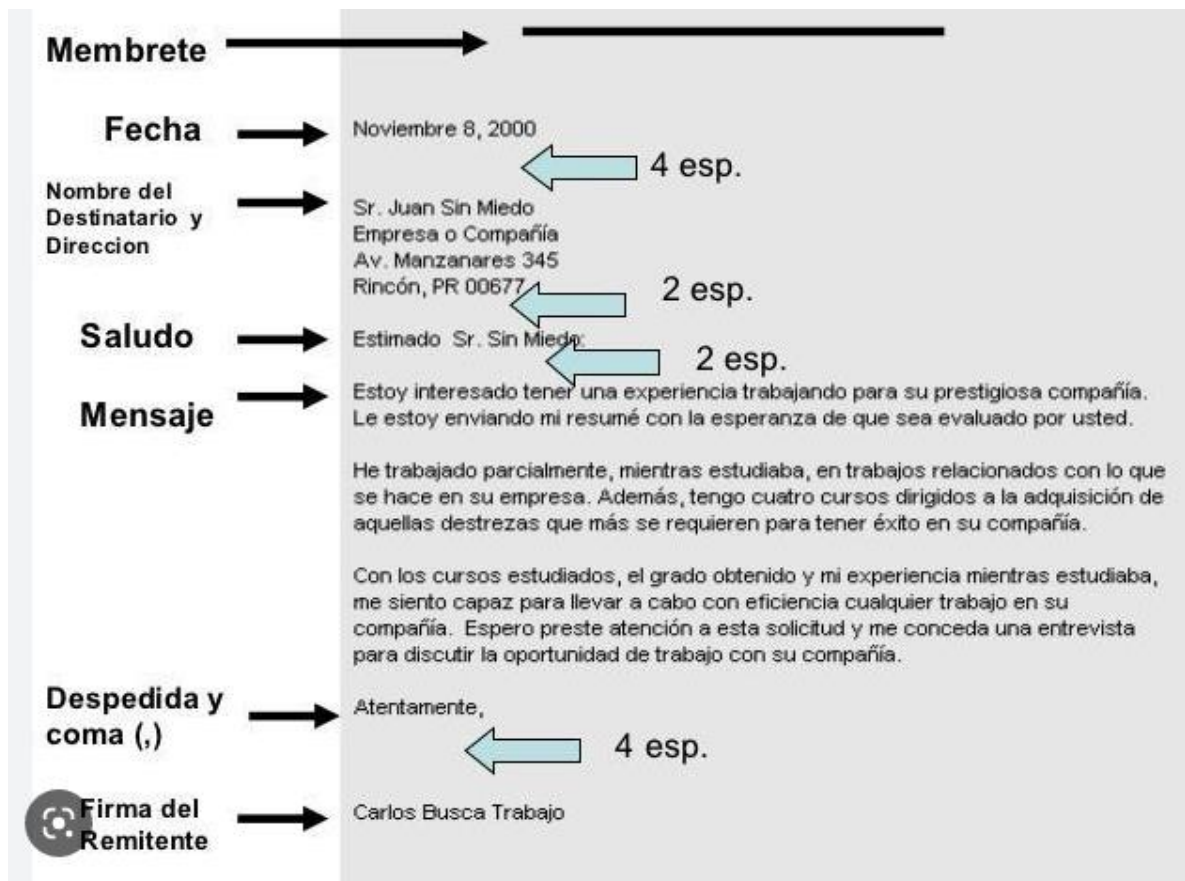 Membrete
Fecha
Noviembre 8, 2000
4 esp.
Nombre del
Destinatario y
Direccion
Sr. Juan Sin Miedo
Empresa o Compañía
Av. Manzanares 345
Rincón, PR 00677
2 esp.
Saludo
Estimado Sr. Sin Miedo:
2 esp.
Mensaje
Estoy interesado tener una experiencia trabajando para su prestigiosa compañía.
Le estoy enviando mi resumé con la esperanza de que sea evaluado por usted.
He trabajado parcialmente, mientras estudiaba, en trabajos relacionados con lo que
se hace en su empresa. Además, tengo cuatro cursos dirigidos a la adquisición de
aquellas destrezas que más se requieren para tener éxito en su compañía.
Con los cursos estudiados, el grado obtenido y mi experiencia mientras estudiaba,
me siento capaz para llevar a cabo con eficiencia cualquier trabajo en su
compañía. Espero preste atención a esta solicitud y me conceda una entrevista
para discutir la oportunidad de trabajo con su compañía.
Despedida y
coma (,)
Atentamente,
4 esp.
Firma del
Remitente
Carlos Busca Trabajo